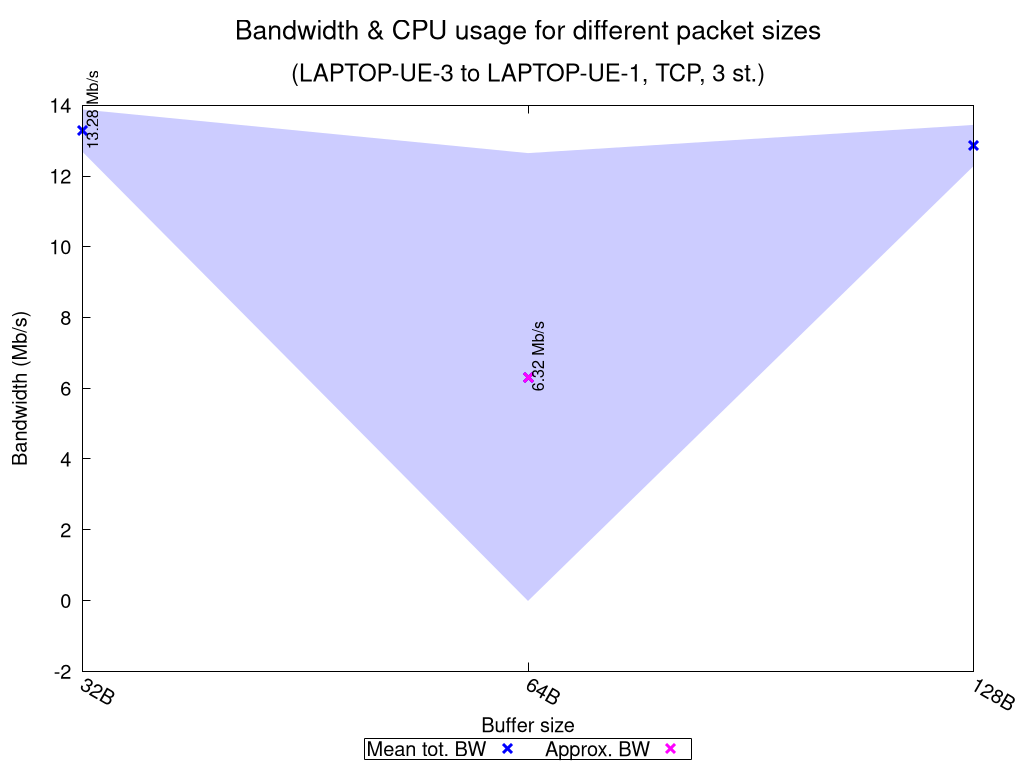 Bandwidth & CPU usage for different packet sizes
(LAPTOP-UE-3 to LAPTOP-UE-1, TCP, 3 st.)
14
12
10
8
6
4
2
0
-2
Bandwidth (Mb/s)
13.28 Mb/s
6.32 Mb/s
32B
64B
128B
Buffer size
Mean tot. BW
Approx. BW